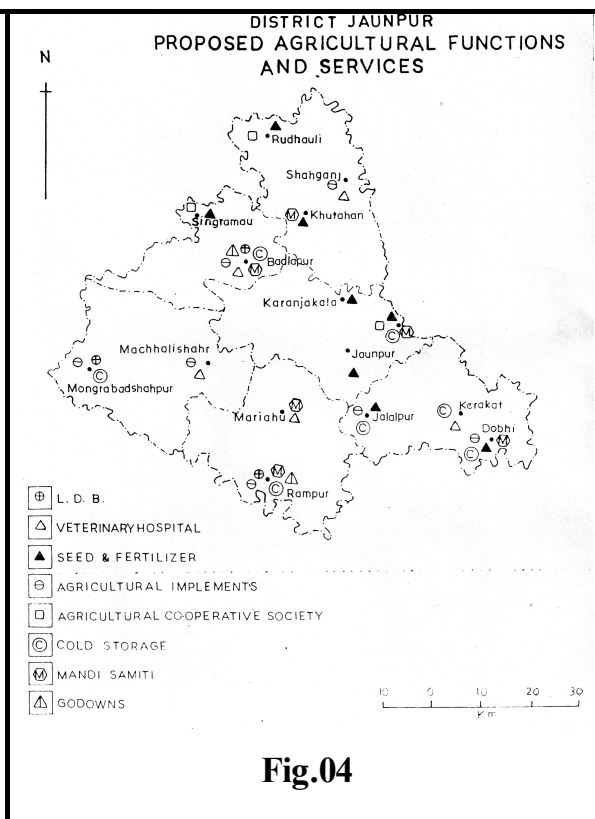 DISTRICT JAUNPUR
PROPOSED AGRICULTURAL FUNCTIONS
AND SERVICES
N
Rudhauli
Shahganj
Khutahan
Singramau
Badlapur
Karanjakala
Machhalishahr
Jaunpur
Mongrabadshahpur
Mariahu
Jalalpur
Kerakat
Dobhi
Rampur
L. D. B.
VETERINARY HOSPITAL
SEED & FERTILIZER
AGRICULTURAL IMPLEMENTS
AGRICULTURAL CO-OPERATIVE SOCIETY
COLD STORAGE
MANDI SAMITI
GODOWNS
10 0 10 20 30
Km
Fig.04